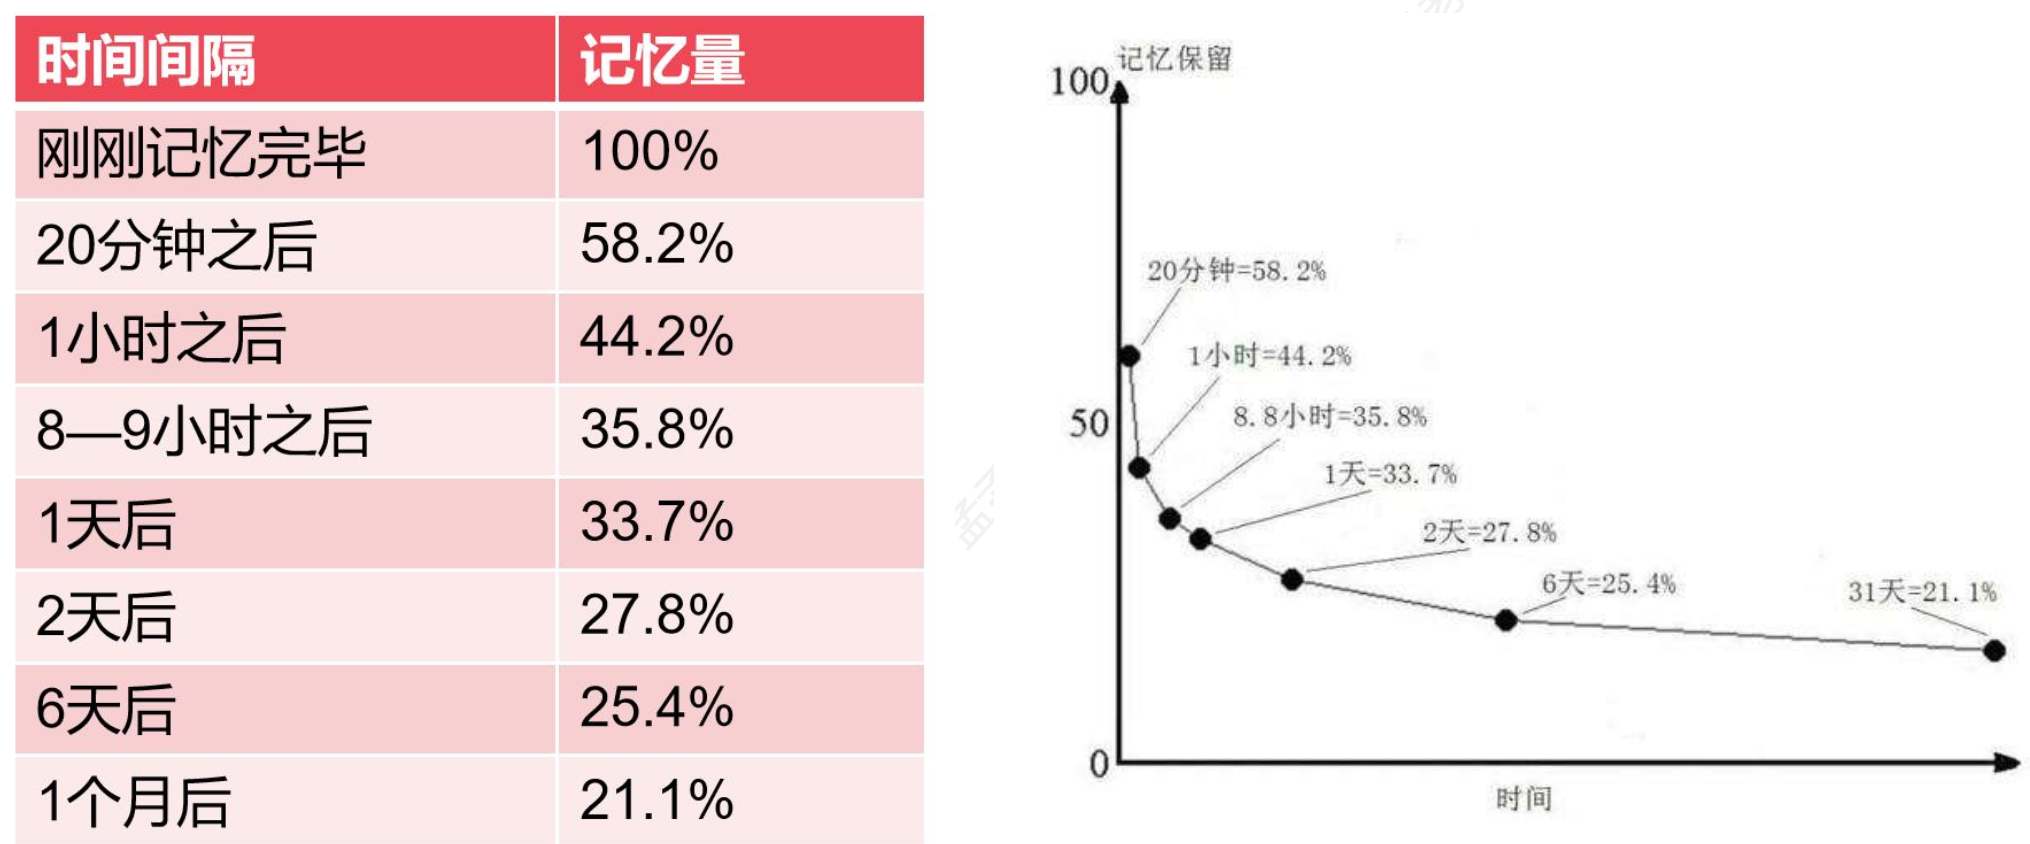 时间间隔 记忆量
刚刚记忆完毕 100%
20分钟之后 58.2%
1小时之后 44.2%
8—9小时之后 35.8%
1天后 33.7%
2天后 27.8%
6天后 25.4%
1个月后 21.1%
记忆保留
100
20分钟=58.2%
1小时=44.2%
8.8小时=35.8%
50
1天=33.7%
2天=27.8%
6天=25.4%
31天=21.1%
0
时间